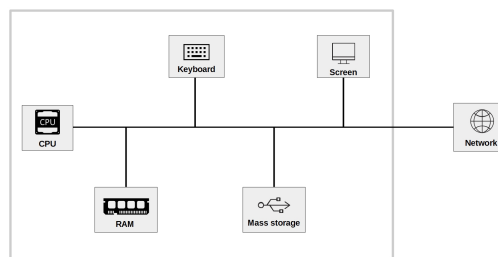 Keyboard
Screen
CPU
CPU
Network
RAM
Mass storage